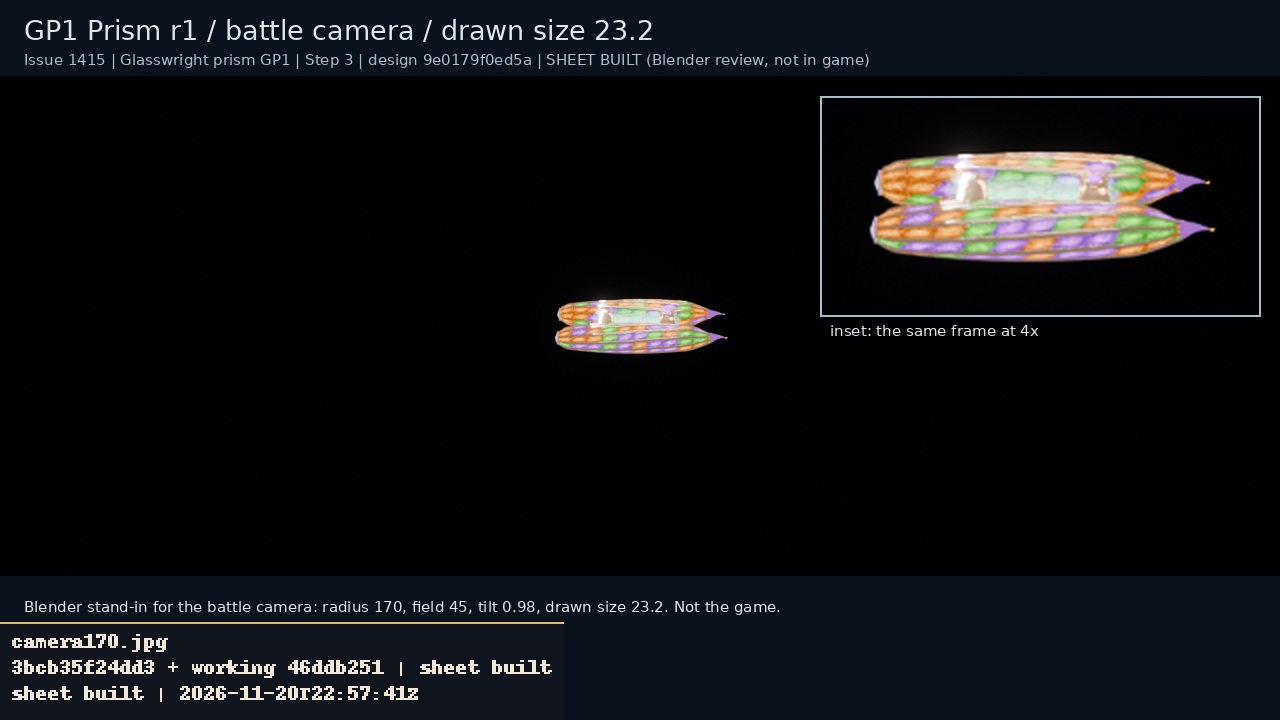 GP1 Prism r1 / battle camera / drawn size 23.2
Issue 1415 | Glasswright prism GP1 | Step 3 | design 9e0179f0ed5a | SHEET BUILT (Blender review, not in game)
inset: the same frame at 4x
Blender stand-in for the battle camera: radius 170, field 45, tilt 0.98, drawn size 23.2. Not the game.
camera170.jpg
3bcb35f24dd3 + working 46ddb251 | sheet built
sheet built | 2026-11-20T22:57:41Z